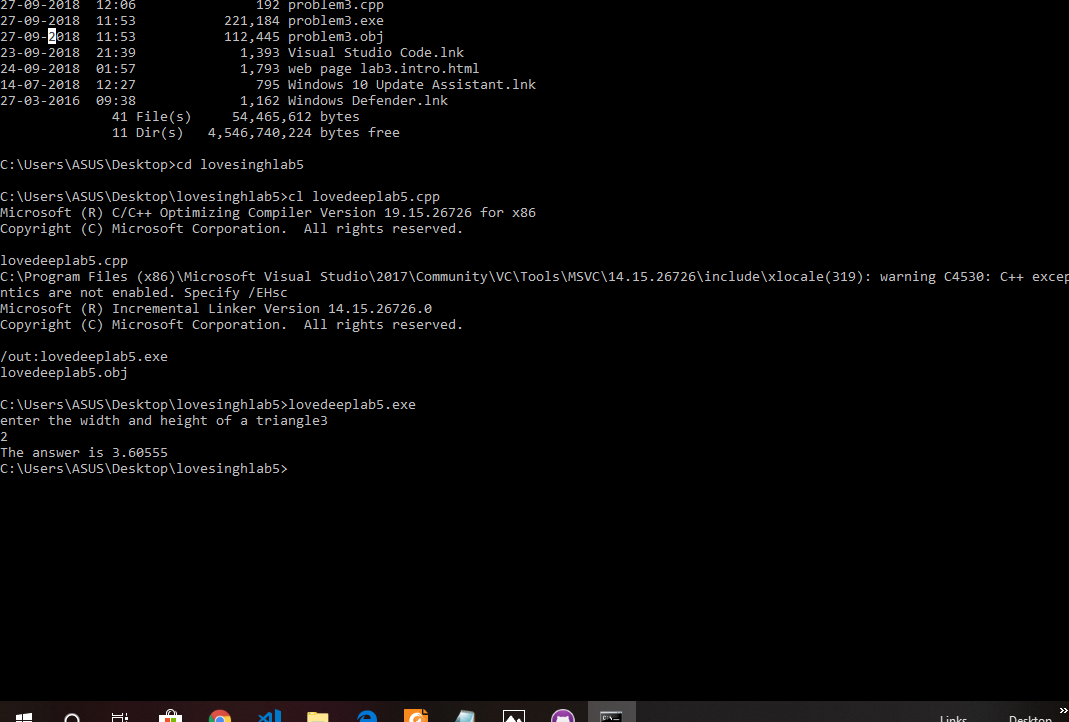 27-09-2018  12:06               192 problem3.cpp
27-09-2018  11:53           221,184 problem3.exe
27-09-2018  11:53           112,445 problem3.obj
23-09-2018  21:39             1,393 Visual Studio Code.lnk
24-09-2018  01:57             1,793 web page lab3.intro.html
14-07-2018  12:27               795 Windows 10 Update Assistant.lnk
27-03-2016  09:38             1,162 Windows Defender.lnk
              41 File(s)     54,465,612 bytes
              11 Dir(s)   4,546,740,224 bytes free
C:\Users\ASUS\Desktop>cd lovesinghlab5
C:\Users\ASUS\Desktop\lovesinghlab5>cl lovedeeplab5.cpp
Microsoft (R) C/C++ Optimizing Compiler Version 19.15.26726 for x86
Copyright (C) Microsoft Corporation.  All rights reserved.
lovedeeplab5.cpp
C:\Program Files (x86)\Microsoft Visual Studio\2017\Community\VC\Tools\MSVC\14.15.26726\include\xlocale(319): warning C4530: C++ excep
ntics are not enabled. Specify /EHsc
Microsoft (R) Incremental Linker Version 14.15.26726.0
Copyright (C) Microsoft Corporation.  All rights reserved.
/out:lovedeeplab5.exe
lovedeeplab5.obj
C:\Users\ASUS\Desktop\lovesinghlab5>lovedeeplab5.exe
enter the width and height of a triangle3
2
The answer is 3.60555
C:\Users\ASUS\Desktop\lovesinghlab5>
Links Desktop